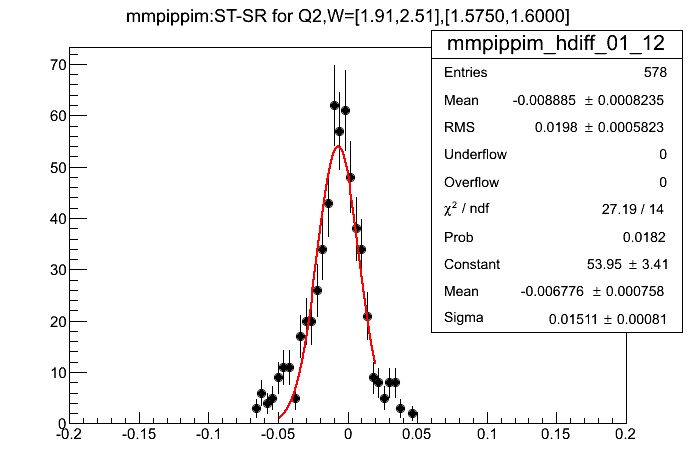 mmpippim:ST-SR for Q2,W=[1.91,2.51],[1.5750,1.6000]
mmpippim_hdiff_01_12
Entries 578
Mean -0.008885 ± 0.0008235
RMS 0.0198 ± 0.0005823
Underflow 0
Overflow 0
χ² / ndf 27.19 / 14
Prob 0.0182
Constant 53.95 ± 3.41
Mean -0.006776 ± 0.000758
Sigma 0.01511 ± 0.00081
70
60
50
40
30
20
10
0
-0.2 -0.15 -0.1 -0.05 0 0.05 0.1 0.15 0.2